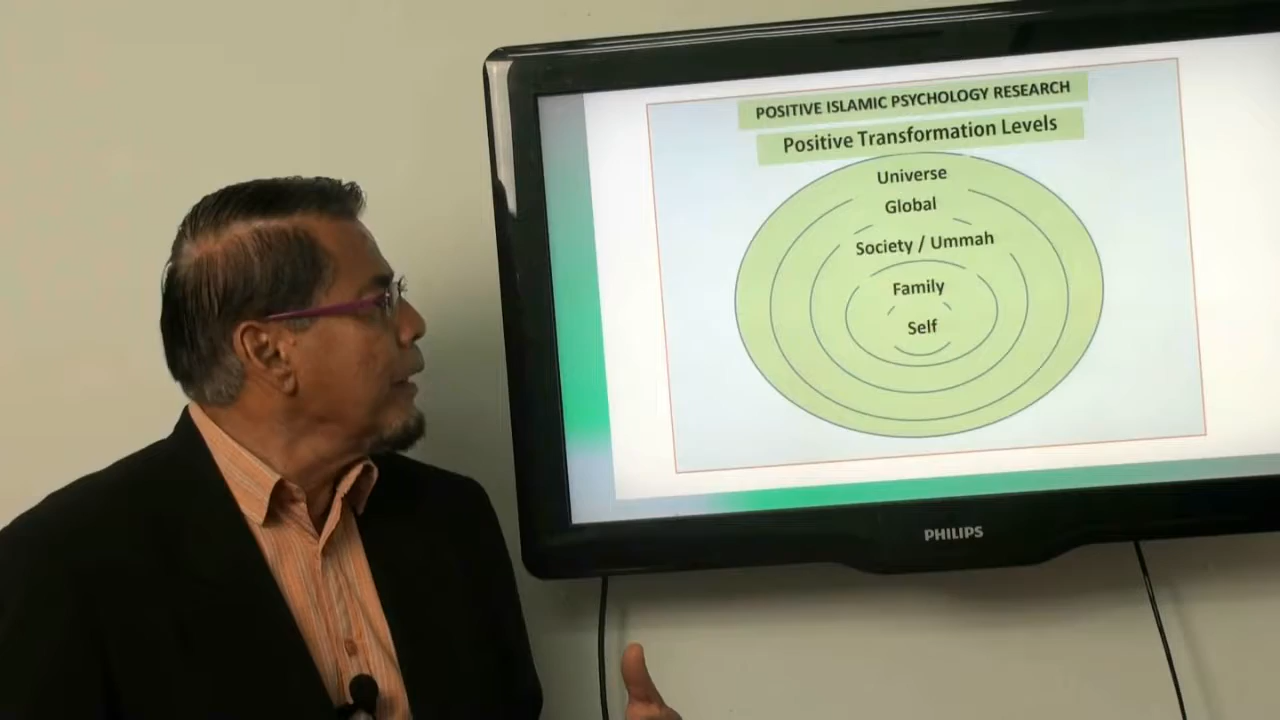 POSITIVE ISLAMIC PSYCHOLOGY RESEARCH
Positive Transformation Levels
Universe
Global
Society / Ummah
Family
Self
PHILIPS